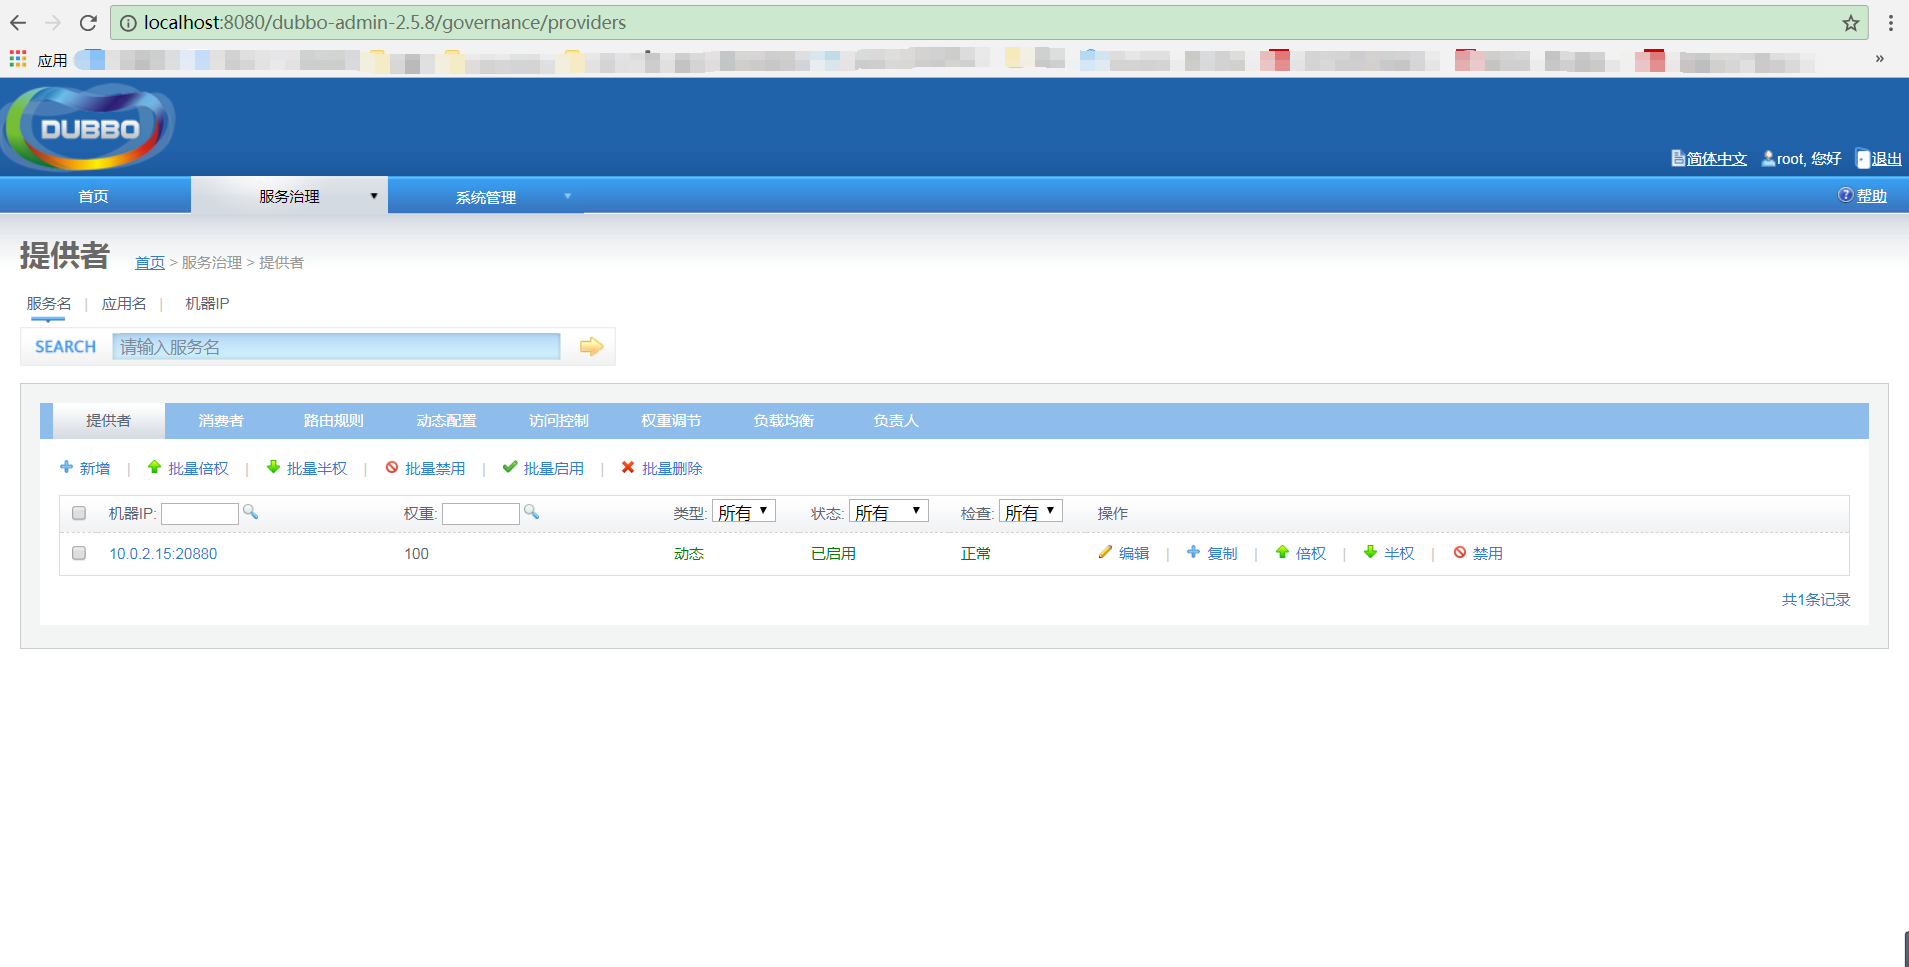 localhost:8080/dubbo-admin-2.5.8/governance/providers
应用 »
DUBBO
简体中文 root, 您好 退出
首页 服务治理 ▼ 系统管理 ▼ ? 帮助
提供者 首页 > 服务治理 > 提供者
服务名 | 应用名 | 机器IP
SEARCH 请输入服务名
提供者 消费者 路由规则 动态配置 访问控制 权重调节 负载均衡 负责人
新增 | 批量倍权 | 批量半权 | 批量禁用 | 批量启用 | 批量删除
机器IP: 权重: 类型: 所有 ▼ 状态: 所有 ▼ 检查: 所有 ▼ 操作
10.0.2.15:20880 100 动态 已启用 正常 编辑 | 复制 | 倍权 | 半权 | 禁用
共1条记录